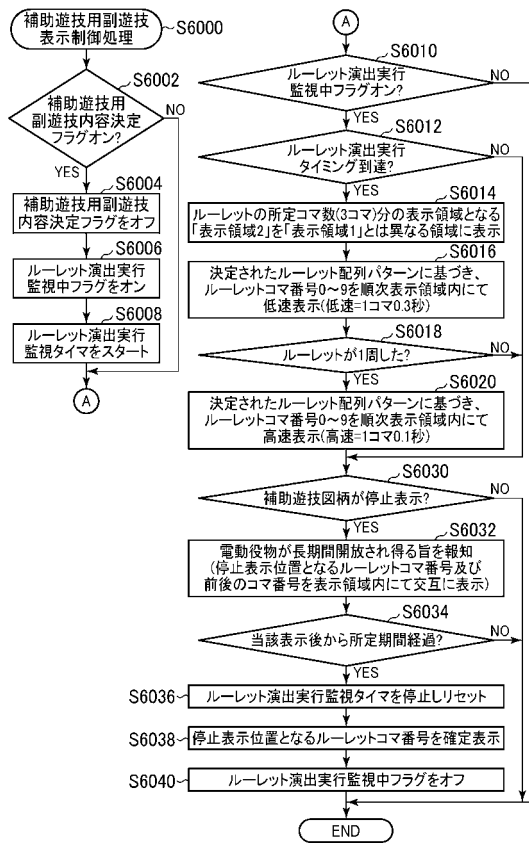 補助遊技用副遊技
表示制御処理
S6000
S6002
補助遊技用
副遊技内容決定
フラグオン?
NO
YES
S6004
補助遊技用副遊技
内容決定フラグをオフ
S6006
ルーレット演出実行
監視中フラグをオン
S6008
ルーレット演出実行
監視タイマをスタート
A
A
S6010
ルーレット演出実行
監視中フラグオン?
NO
YES
S6012
ルーレット演出実行
タイミング到達?
NO
YES
S6014
ルーレットの所定コマ数(3コマ)分の表示領域となる
「表示領域2」を「表示領域1」とは異なる領域に表示
S6016
決定されたルーレット配列パターンに基づき、
ルーレットコマ番号0～9を順次表示領域内にて
低速表示(低速=1コマ0.3秒)
S6018
ルーレットが1周した?
NO
YES
S6020
決定されたルーレット配列パターンに基づき、
ルーレットコマ番号0～9を順次表示領域内にて
高速表示(高速=1コマ0.1秒)
S6030
補助遊技図柄が停止表示?
NO
YES
S6032
電動役物が長期間開放され得る旨を報知
(停止表示位置となるルーレットコマ番号及び
前後のコマ番号を表示領域内にて交互に表示)
S6034
当該表示後から所定期間経過?
NO
YES
S6036
ルーレット演出実行監視タイマを停止しリセット
S6038
停止表示位置となるルーレットコマ番号を確定表示
S6040
ルーレット演出実行監視中フラグをオフ
END